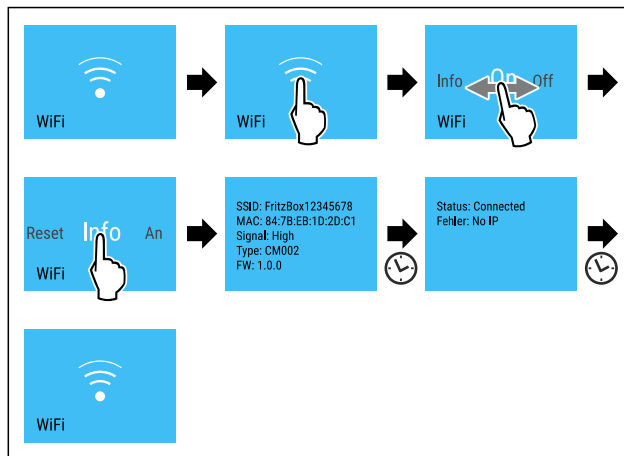 WiFi
WiFi
Info On Off
WiFi
Reset Info An
WiFi
SSID: FritzBox12345678
MAC: 84:7B:EB:1D:2D:C1
Signal: High
Type: CM002
FW: 1.0.0
Status: Connected
Fehler: No IP
WiFi